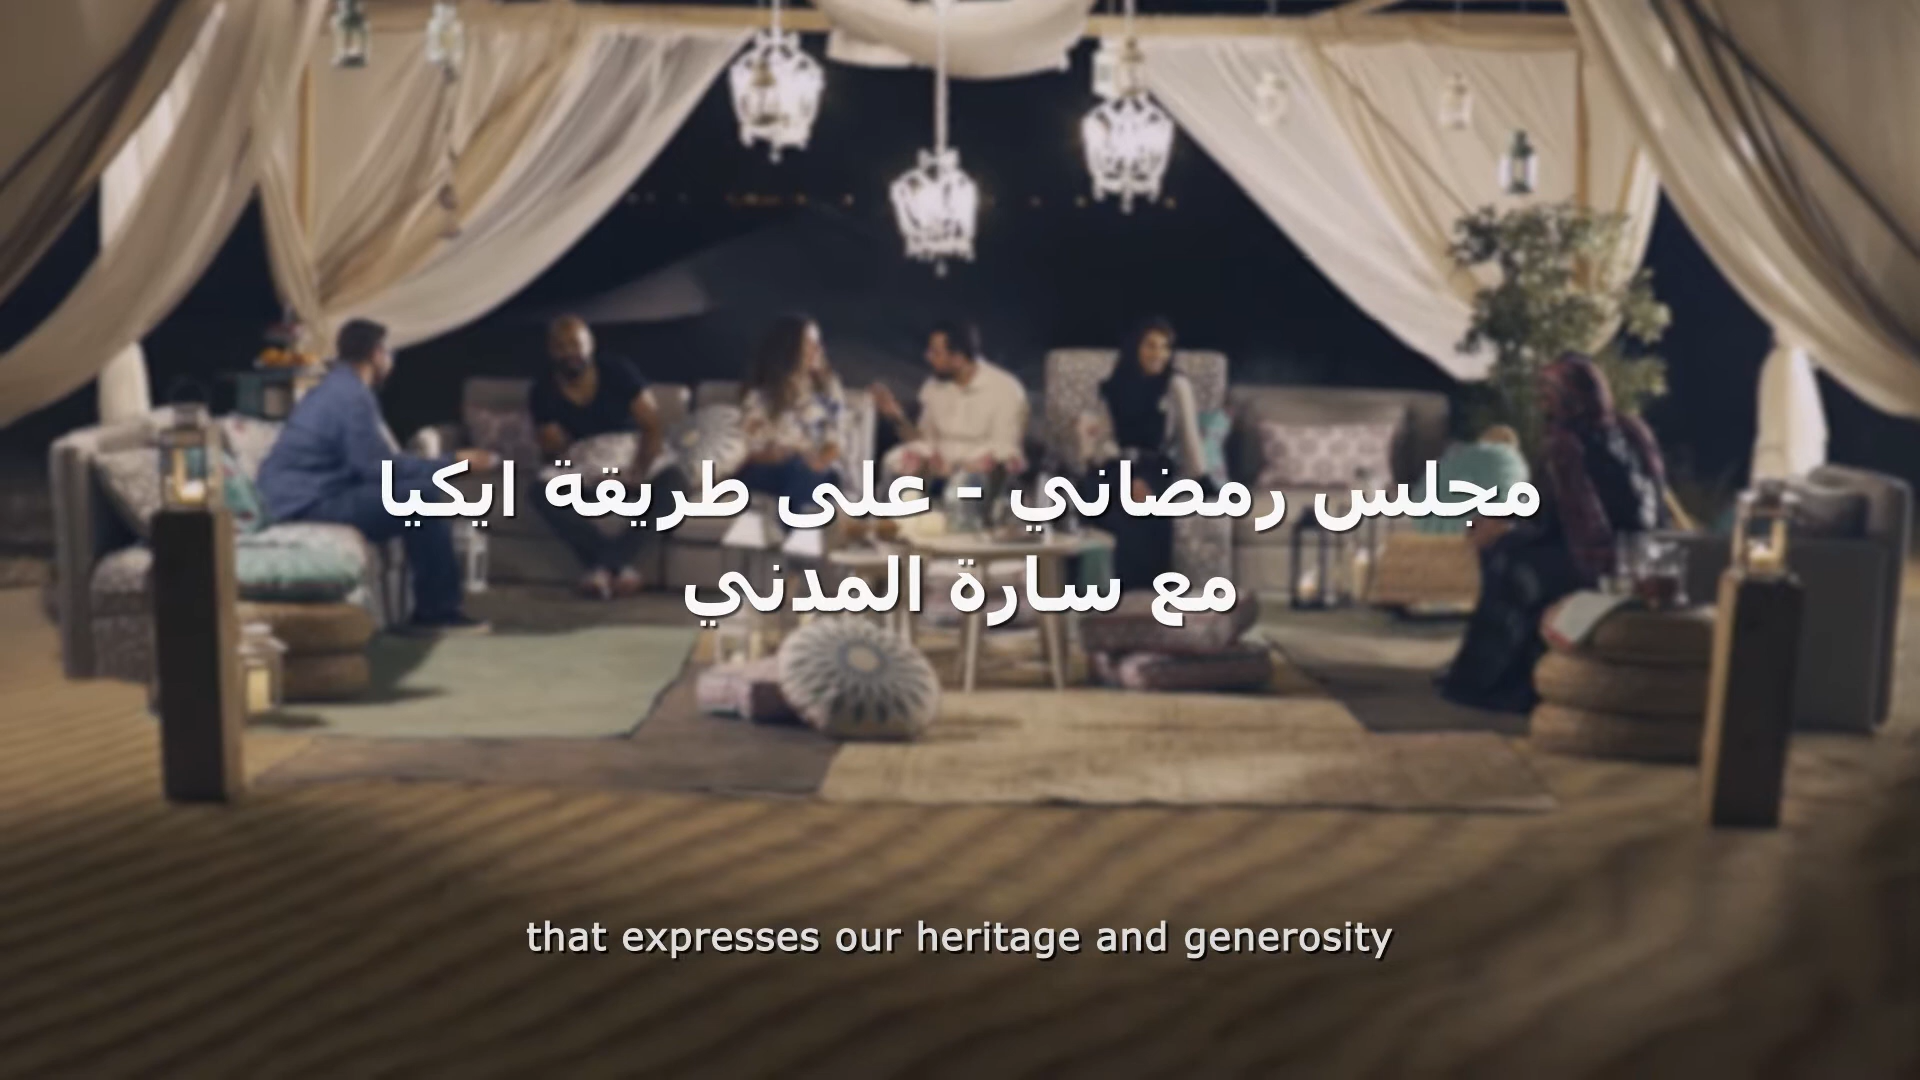 مجلس رمضاني - على طريقة ايكيا
مع سارة المدني
that expresses our heritage and generosity